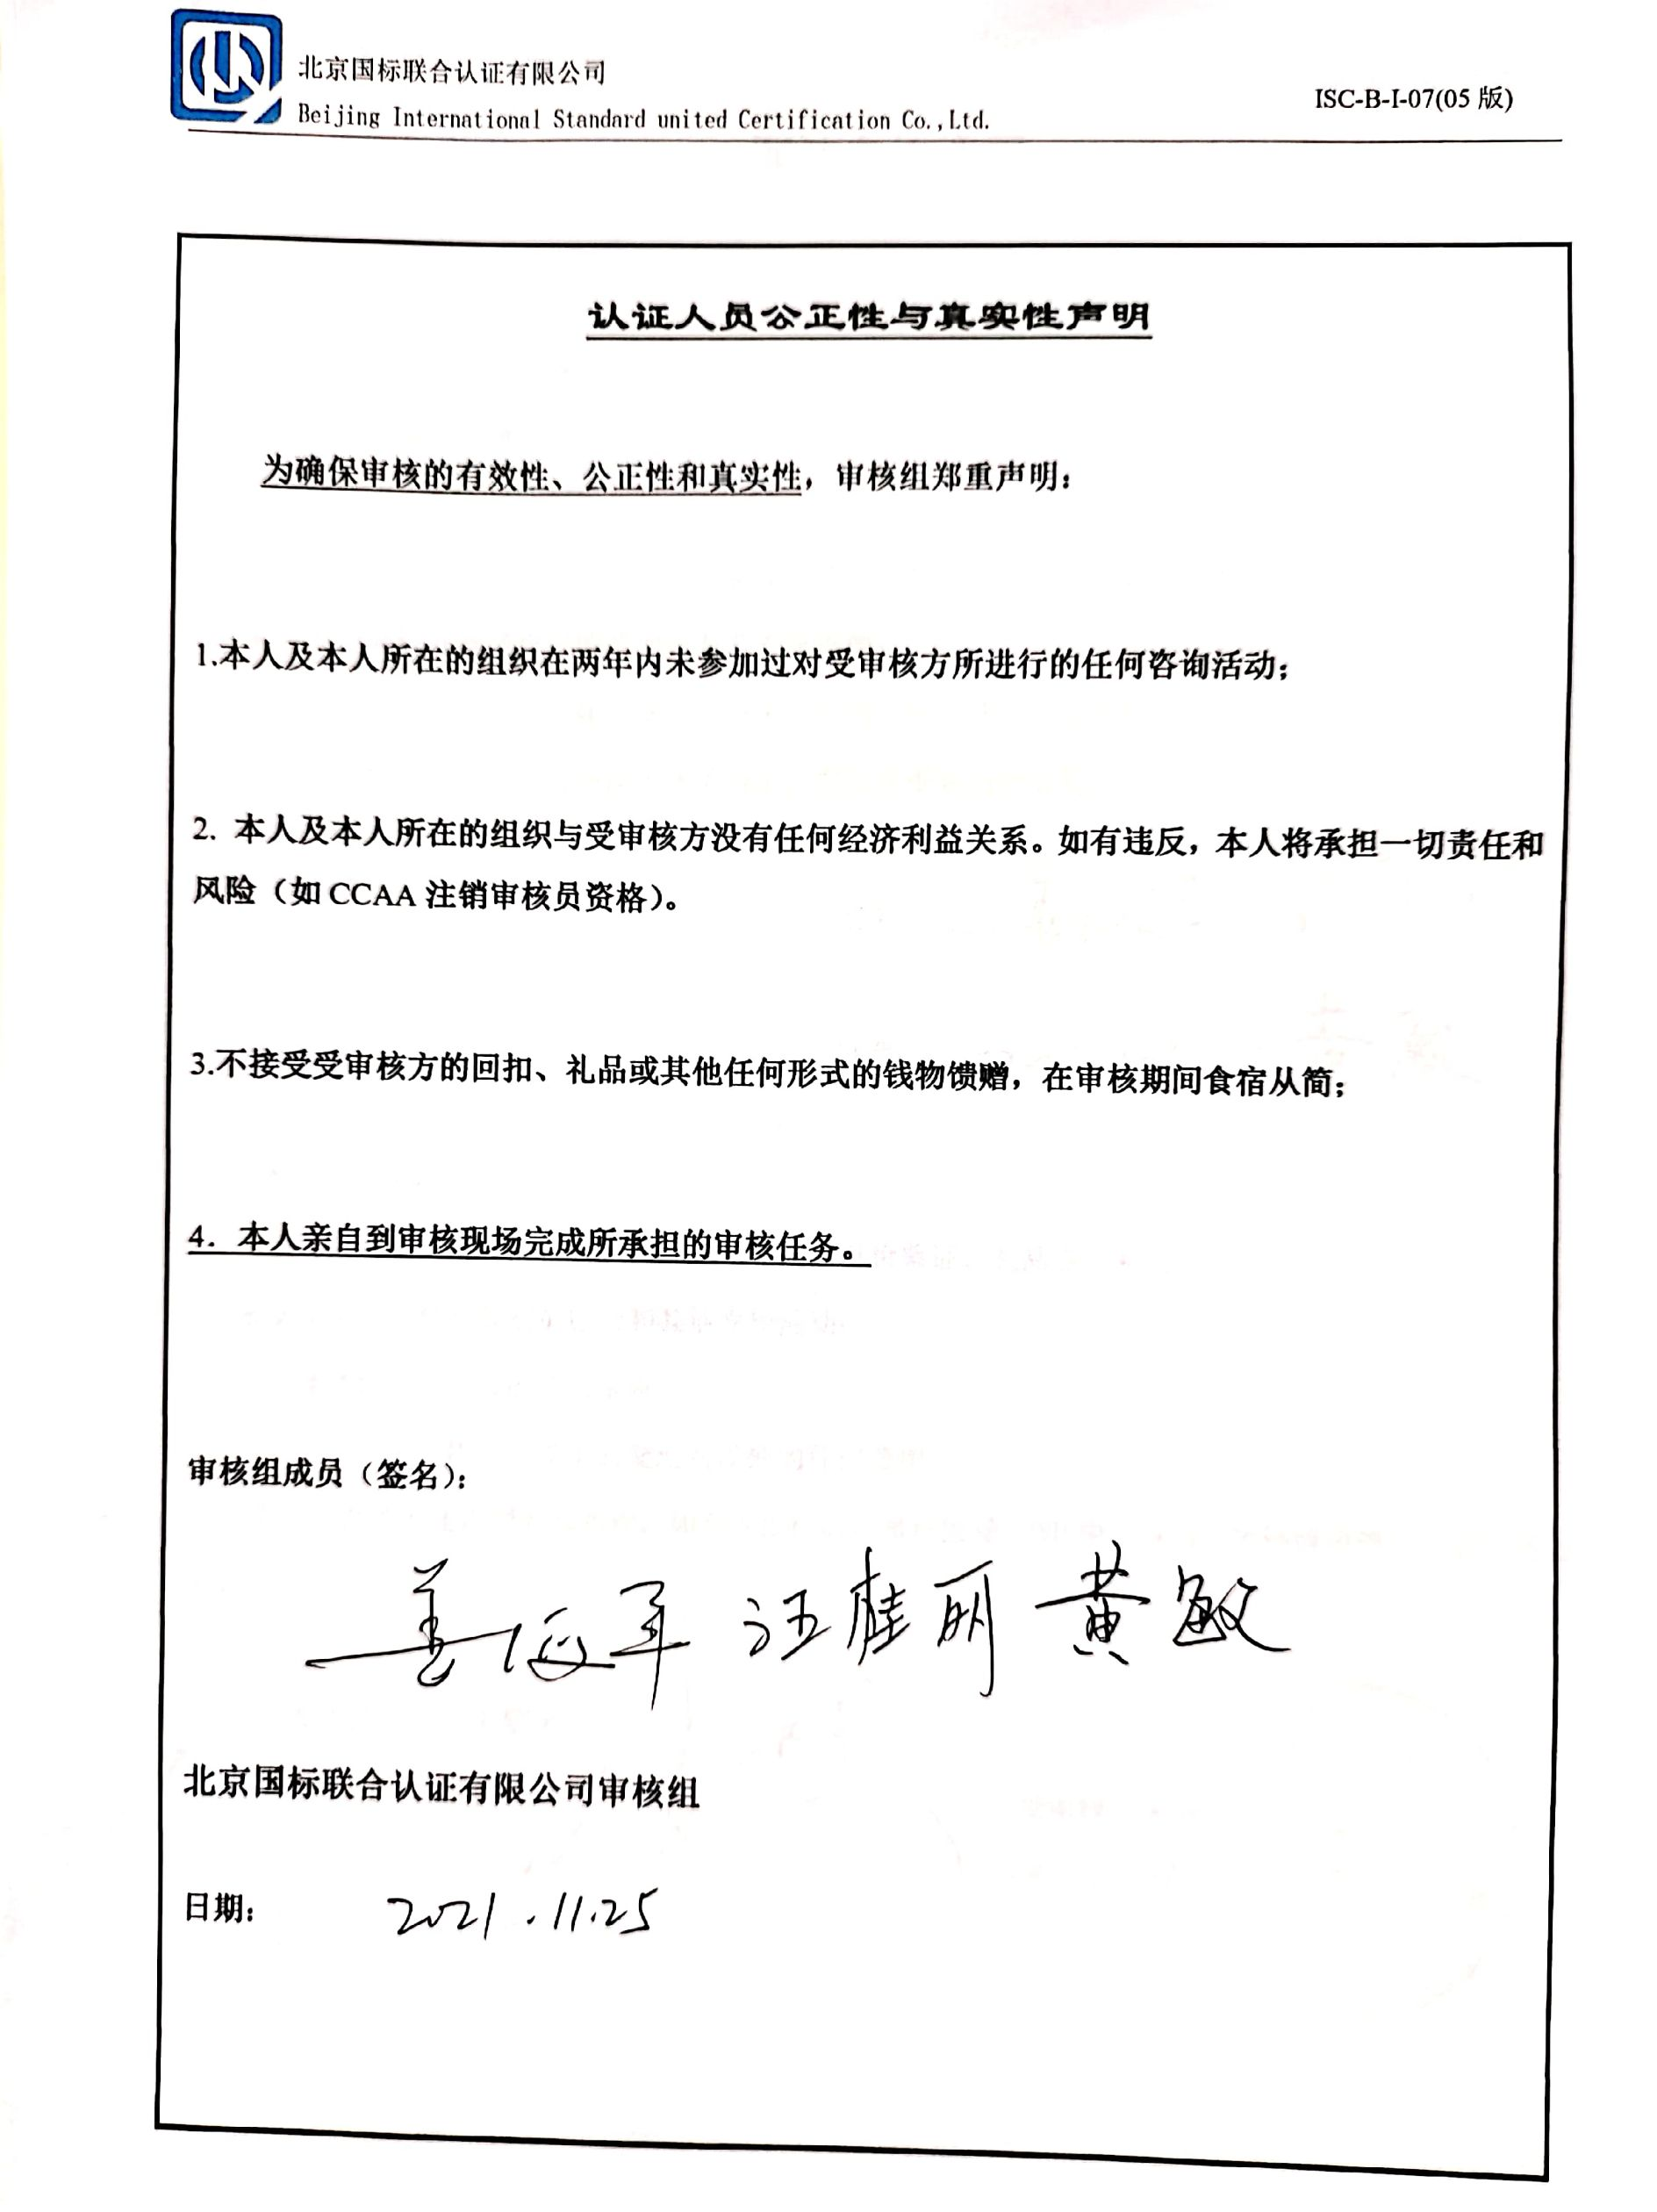 北京国标联合认证有限公司
ISC-B-I-07(05 版)
Beijing International Standard united Certification Co.,Ltd.
认证人员公正性与真实性声明
为确保审核的有效性、公正性和真实性，审核组郑重声明：
1.本人及本人所在的组织在两年内未参加过对受审核方所进行的任何咨询活动；
2. 本人及本人所在的组织与受审核方没有任何经济利益关系。如有违反，本人将承担一切责任和
风险（如 CCAA 注销审核员资格）。
3.不接受受审核方的回扣、礼品或其他任何形式的钱物馈赠，在审核期间食宿从简；
4. 本人亲自到审核现场完成所承担的审核任务。
审核组成员（签名）：
汪桂丽 黄敏
北京国标联合认证有限公司审核组
日期： 2021.11.25